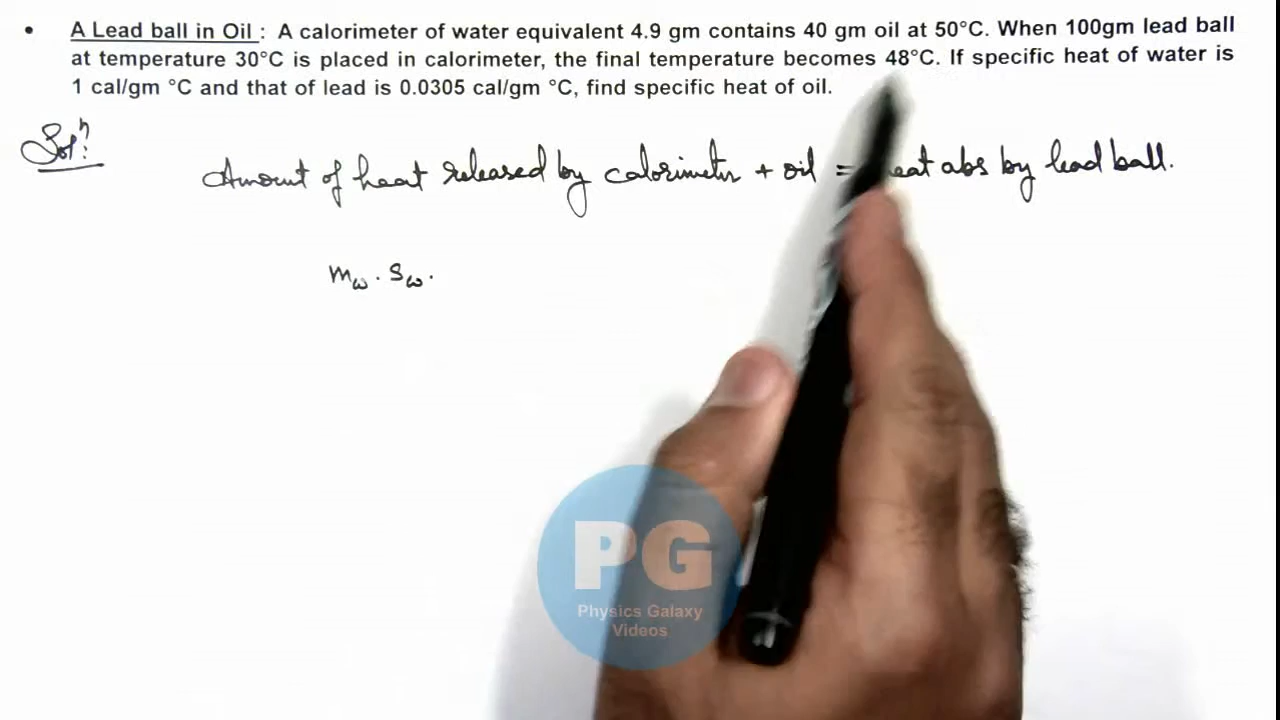 • A Lead ball in Oil : A calorimeter of water equivalent 4.9 gm contains 40 gm oil at 50°C. When 100gm lead ball
at temperature 30°C is placed in calorimeter, the final temperature becomes 48°C. If specific heat of water is
1 cal/gm °C and that of lead is 0.0305 cal/gm °C, find specific heat of oil.
Solⁿ:
Amount of heat released by calorimeter + oil = heat abs by lead ball.
m_w . s_w .
PG
Physics Galaxy
Videos